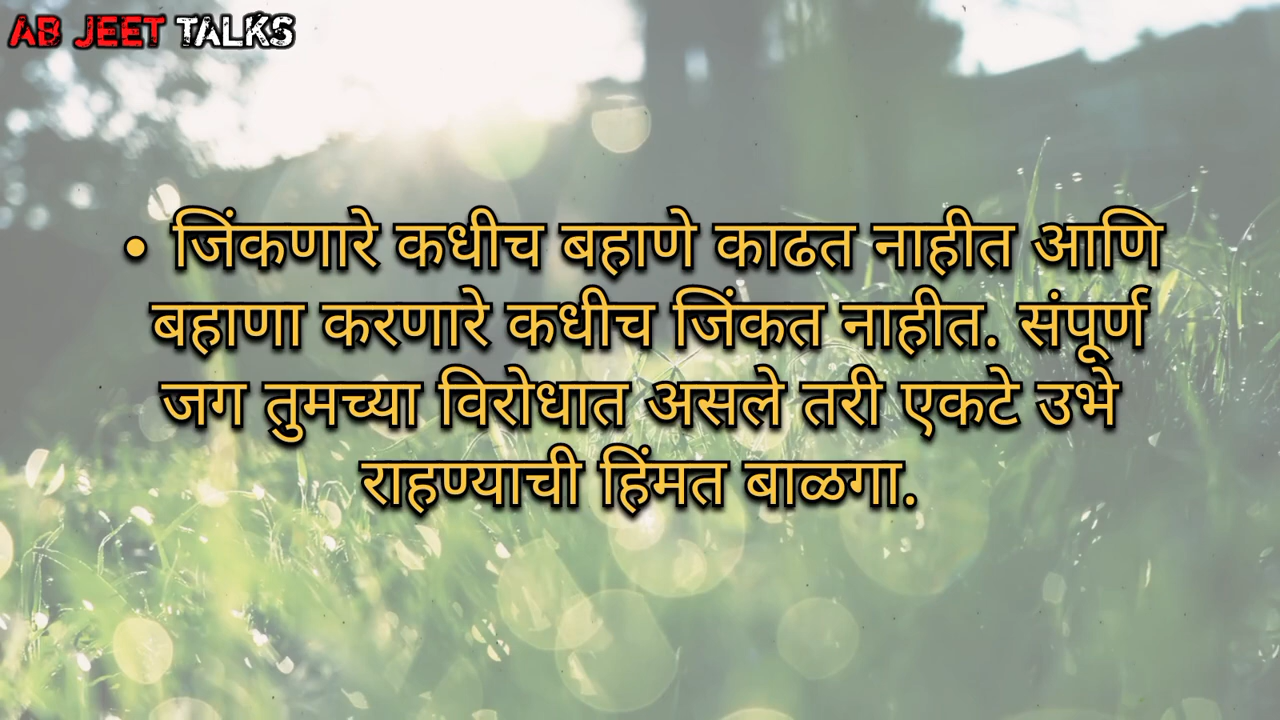 AB JEET TALKS
• जिंकणारे कधीच बहाणे काढत नाहीत आणि
बहाणा करणारे कधीच जिंकत नाहीत. संपूर्ण
जग तुमच्या विरोधात असले तरी एकटे उभे
राहण्याची हिंमत बाळगा.